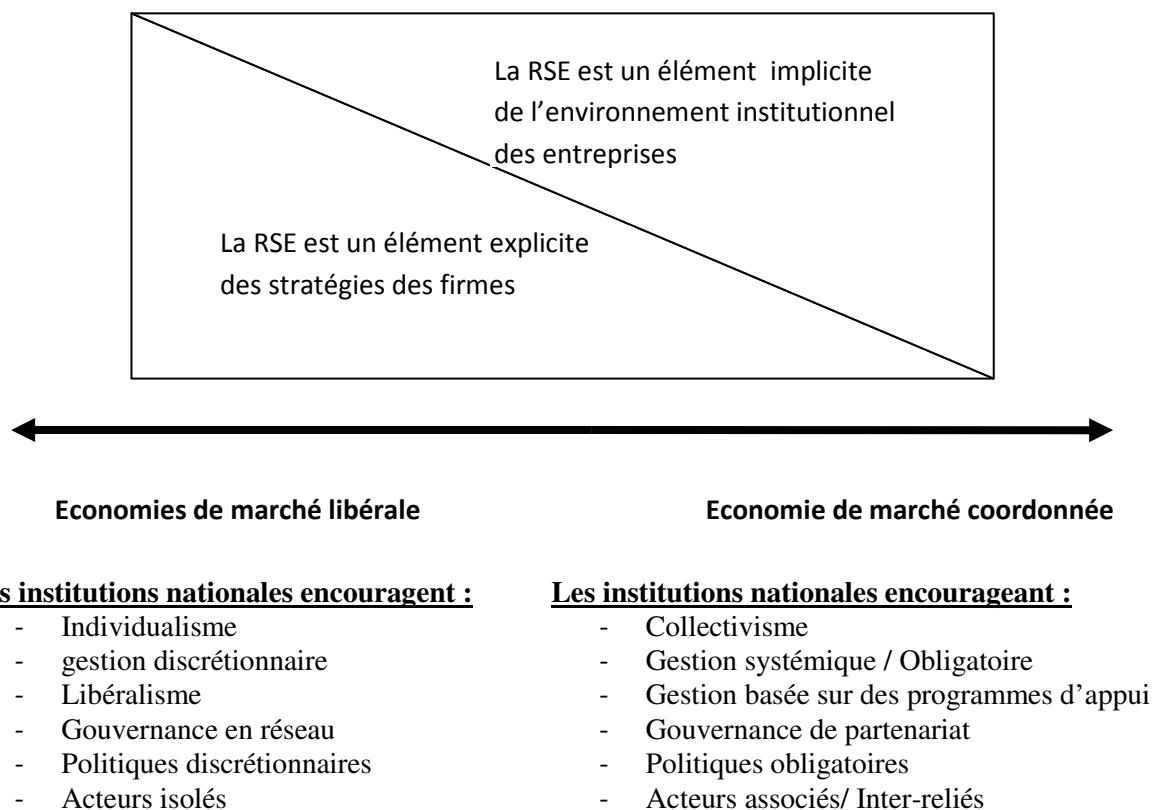 La RSE est un élément implicite
de l’environnement institutionnel
des entreprises
La RSE est un élément explicite
des stratégies des firmes
Economies de marché libérale
Economie de marché coordonnée
s institutions nationales encouragent :
- Individualisme
- gestion discrétionnaire
- Libéralisme
- Gouvernance en réseau
- Politiques discrétionnaires
- Acteurs isolés
Les institutions nationales encourageant :
- Collectivisme
- Gestion systémique / Obligatoire
- Gestion basée sur des programmes d’appui
- Gouvernance de partenariat
- Politiques obligatoires
- Acteurs associés/ Inter-reliés